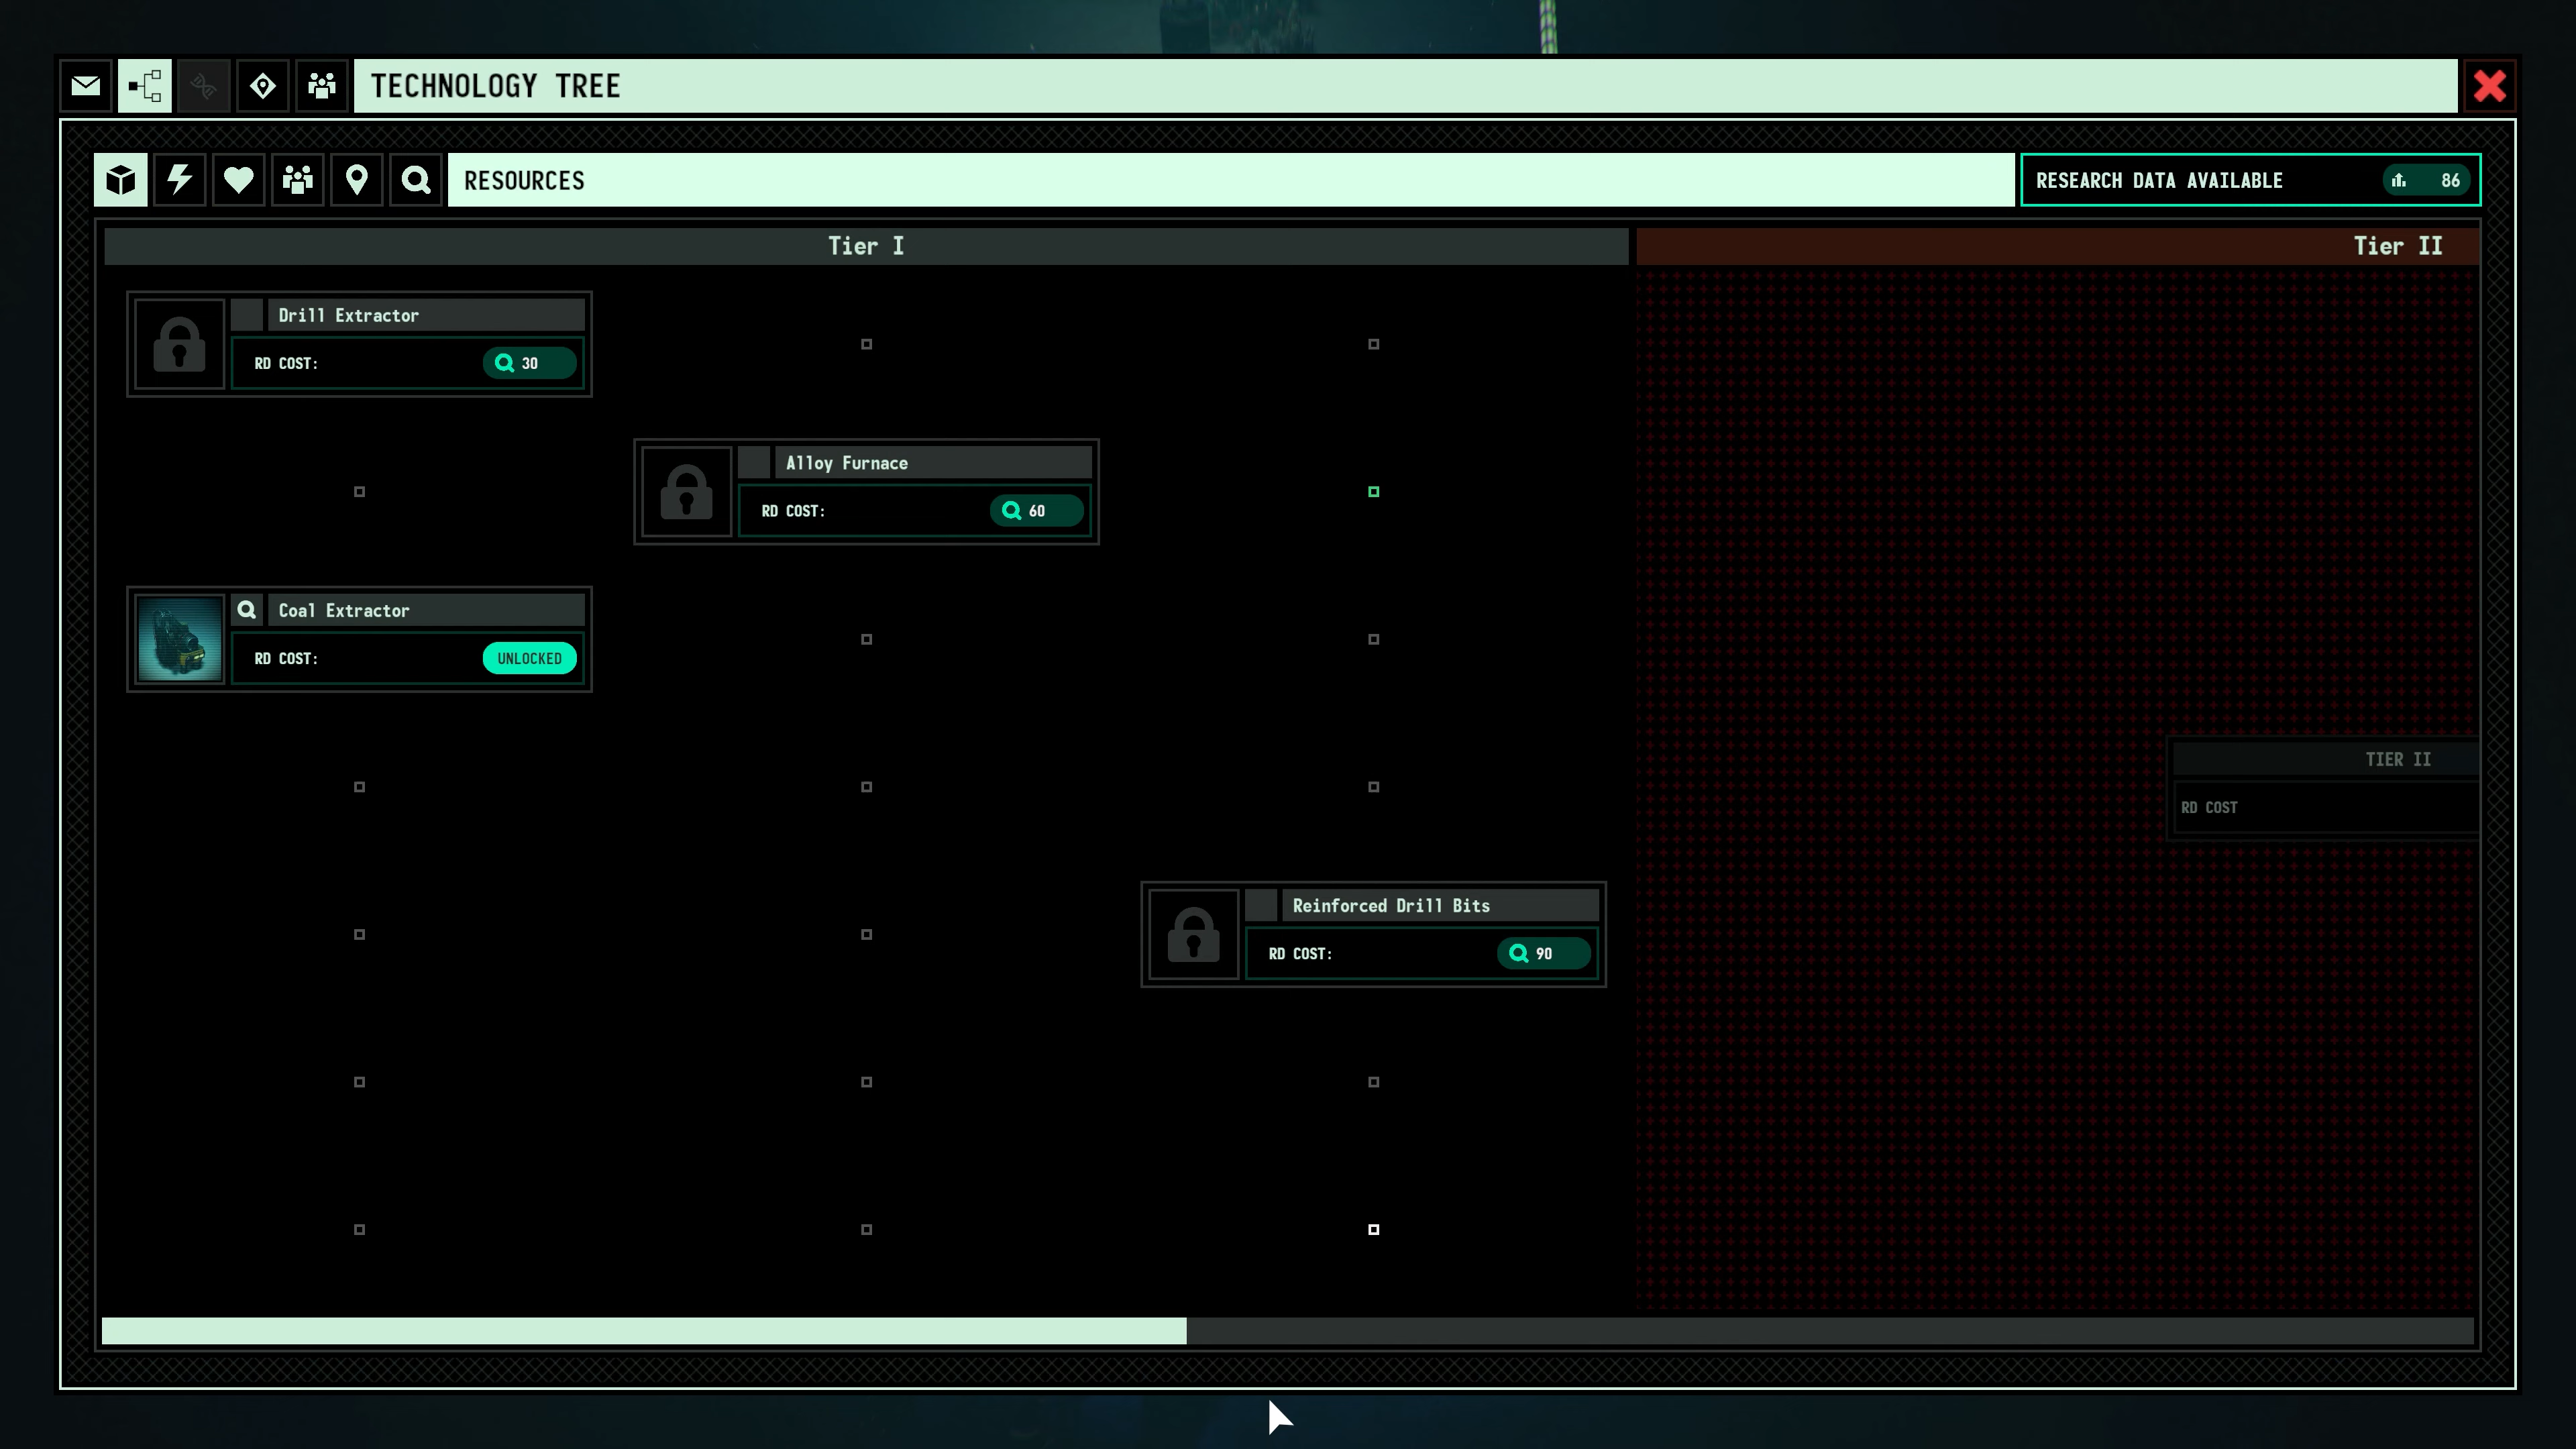 TECHNOLOGY TREE
RESOURCES
RESEARCH DATA AVAILABLE 86
Tier I
Tier II
Drill Extractor
RD COST: 30
Alloy Furnace
RD COST: 60
Coal Extractor
RD COST: UNLOCKED
TIER II
RD COST
Reinforced Drill Bits
RD COST: 90